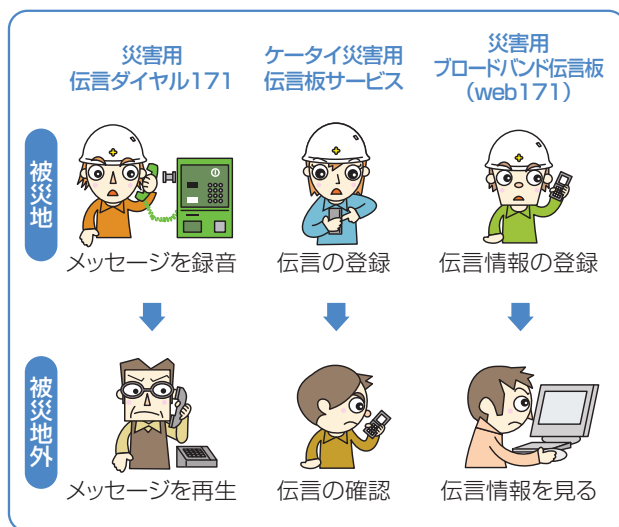 災害用
伝言ダイヤル171
ケータイ災害用
伝言板サービス
災害用
ブロードバンド伝言板
(web171)
被災地
メッセージを録音
伝言の登録
伝言情報の登録
被災地外
メッセージを再生
伝言の確認
伝言情報を見る